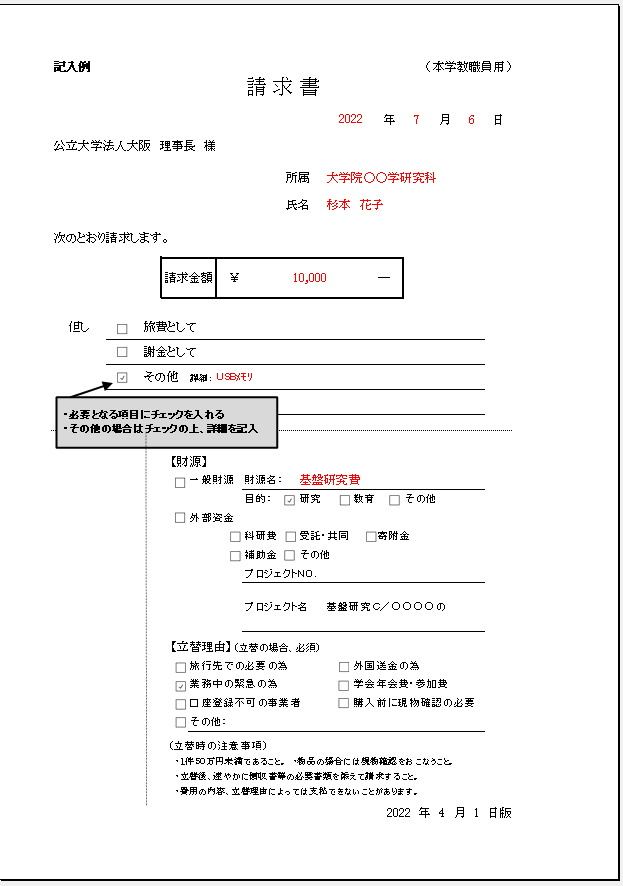 記入例
(本学教職員用)
請求書
2022 年 7 月 6 日
公立大学法人大阪 理事長 様
所属 大学院〇〇学研究科
氏名 杉本 花子
次のとおり請求します。
請求金額 ¥ 10,000 ―
但し □ 旅費として
□ 謝金として
☑ その他 詳細:USBメモリ
・必要となる項目にチェックを入れる
・その他の場合はチェックの上、詳細を記入
【財源】
□ 一般財源 財源名: 基盤研究費
目的: ☑ 研究 □ 教育 □ その他
□ 外部資金
□ 科研費 □ 受託・共同 □ 寄附金
□ 補助金 □ その他
プロジェクトNO.
プロジェクト名 基盤研究C/〇〇〇〇の
【立替理由】(立替の場合、必須)
□ 旅行先での必要の為 □ 外国送金の為
☑ 業務中の緊急の為 □ 学会年会費・参加費
□ 口座登録不可の事業者 □ 購入前に現物確認の必要
□ その他:
(立替時の注意事項)
・1件50万円未満であること。 ・物品の場合には現物確認をおこなうこと。
・立替後、速やかに領収書等の必要書類を添えて請求すること。
・費用の内容、立替理由によっては支払できないことがあります。
2022 年 4 月 1 日版